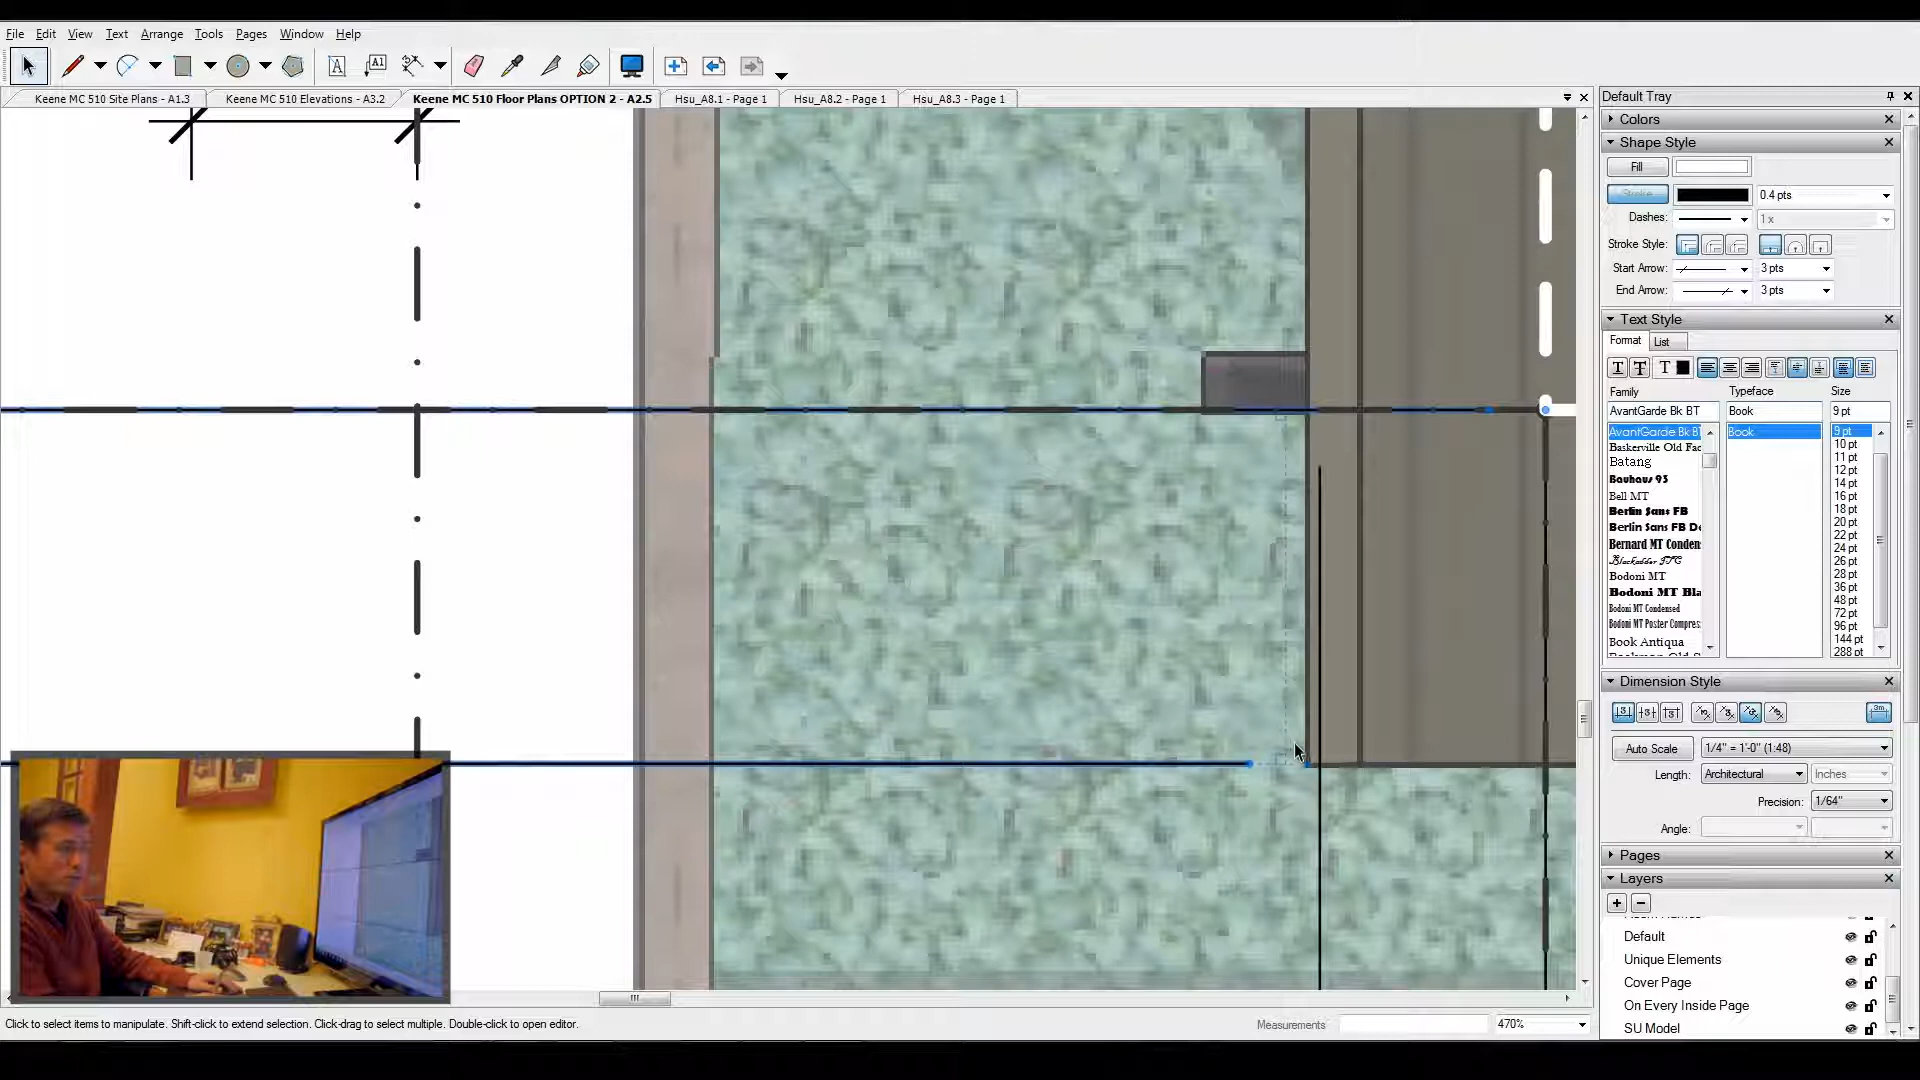 File Edit View Text Arrange Tools Pages Window Help
Keene MC 510 Site Plans - A1.3 Keene MC 510 Elevations - A3.2 Keene MC 510 Floor Plans OPTION 2 - A2.5 Hsu_A8.1 - Page 1 Hsu_A8.2 - Page 1 Hsu_A8.3 - Page 1
Default Tray
Colors
Shape Style
Fill
Stroke 0.4 pts
Dashes: 1 x
Stroke Style:
Start Arrow: 3 pts
End Arrow: 3 pts
Text Style
Format List
Family Typeface Size
AvantGarde Bk BT Book 9 pt
AvantGarde Bk BT Book 9 pt
Baskerville Old Fac 10 pt
Batang 11 pt
12 pt
Bauhaus 93 14 pt
Bell MT 16 pt
Berlin Sans FB 18 pt
Berlin Sans FB De 20 pt
22 pt
Bernard MT Conden 24 pt
Blackadder ITC 26 pt
Bodoni MT 28 pt
Bodoni MT Bla 36 pt
Bodoni MT Condensed 48 pt
Bodoni MT Poster Compres 72 pt
96 pt
Book Antiqua 144 pt
288 pt
Dimension Style
Auto Scale 1/4" = 1'-0" (1:48)
Length: Architectural Inches
Precision: 1/64"
Angle:
Pages
Layers
Default
Unique Elements
Cover Page
On Every Inside Page
SU Model
Click to select items to manipulate. Shift-click to extend selection. Click-drag to select multiple. Double-click to open editor. Measurements 470%